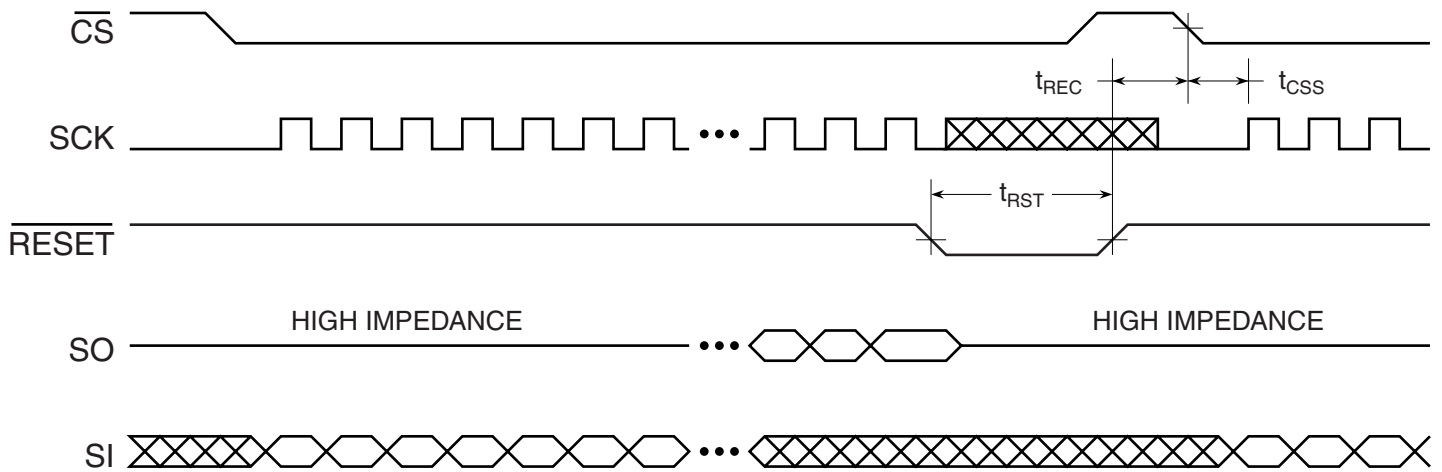 CS
tREC
tCSS
SCK
•••
tRST
RESET
HIGH IMPEDANCE
HIGH IMPEDANCE
SO
•••
SI
•••